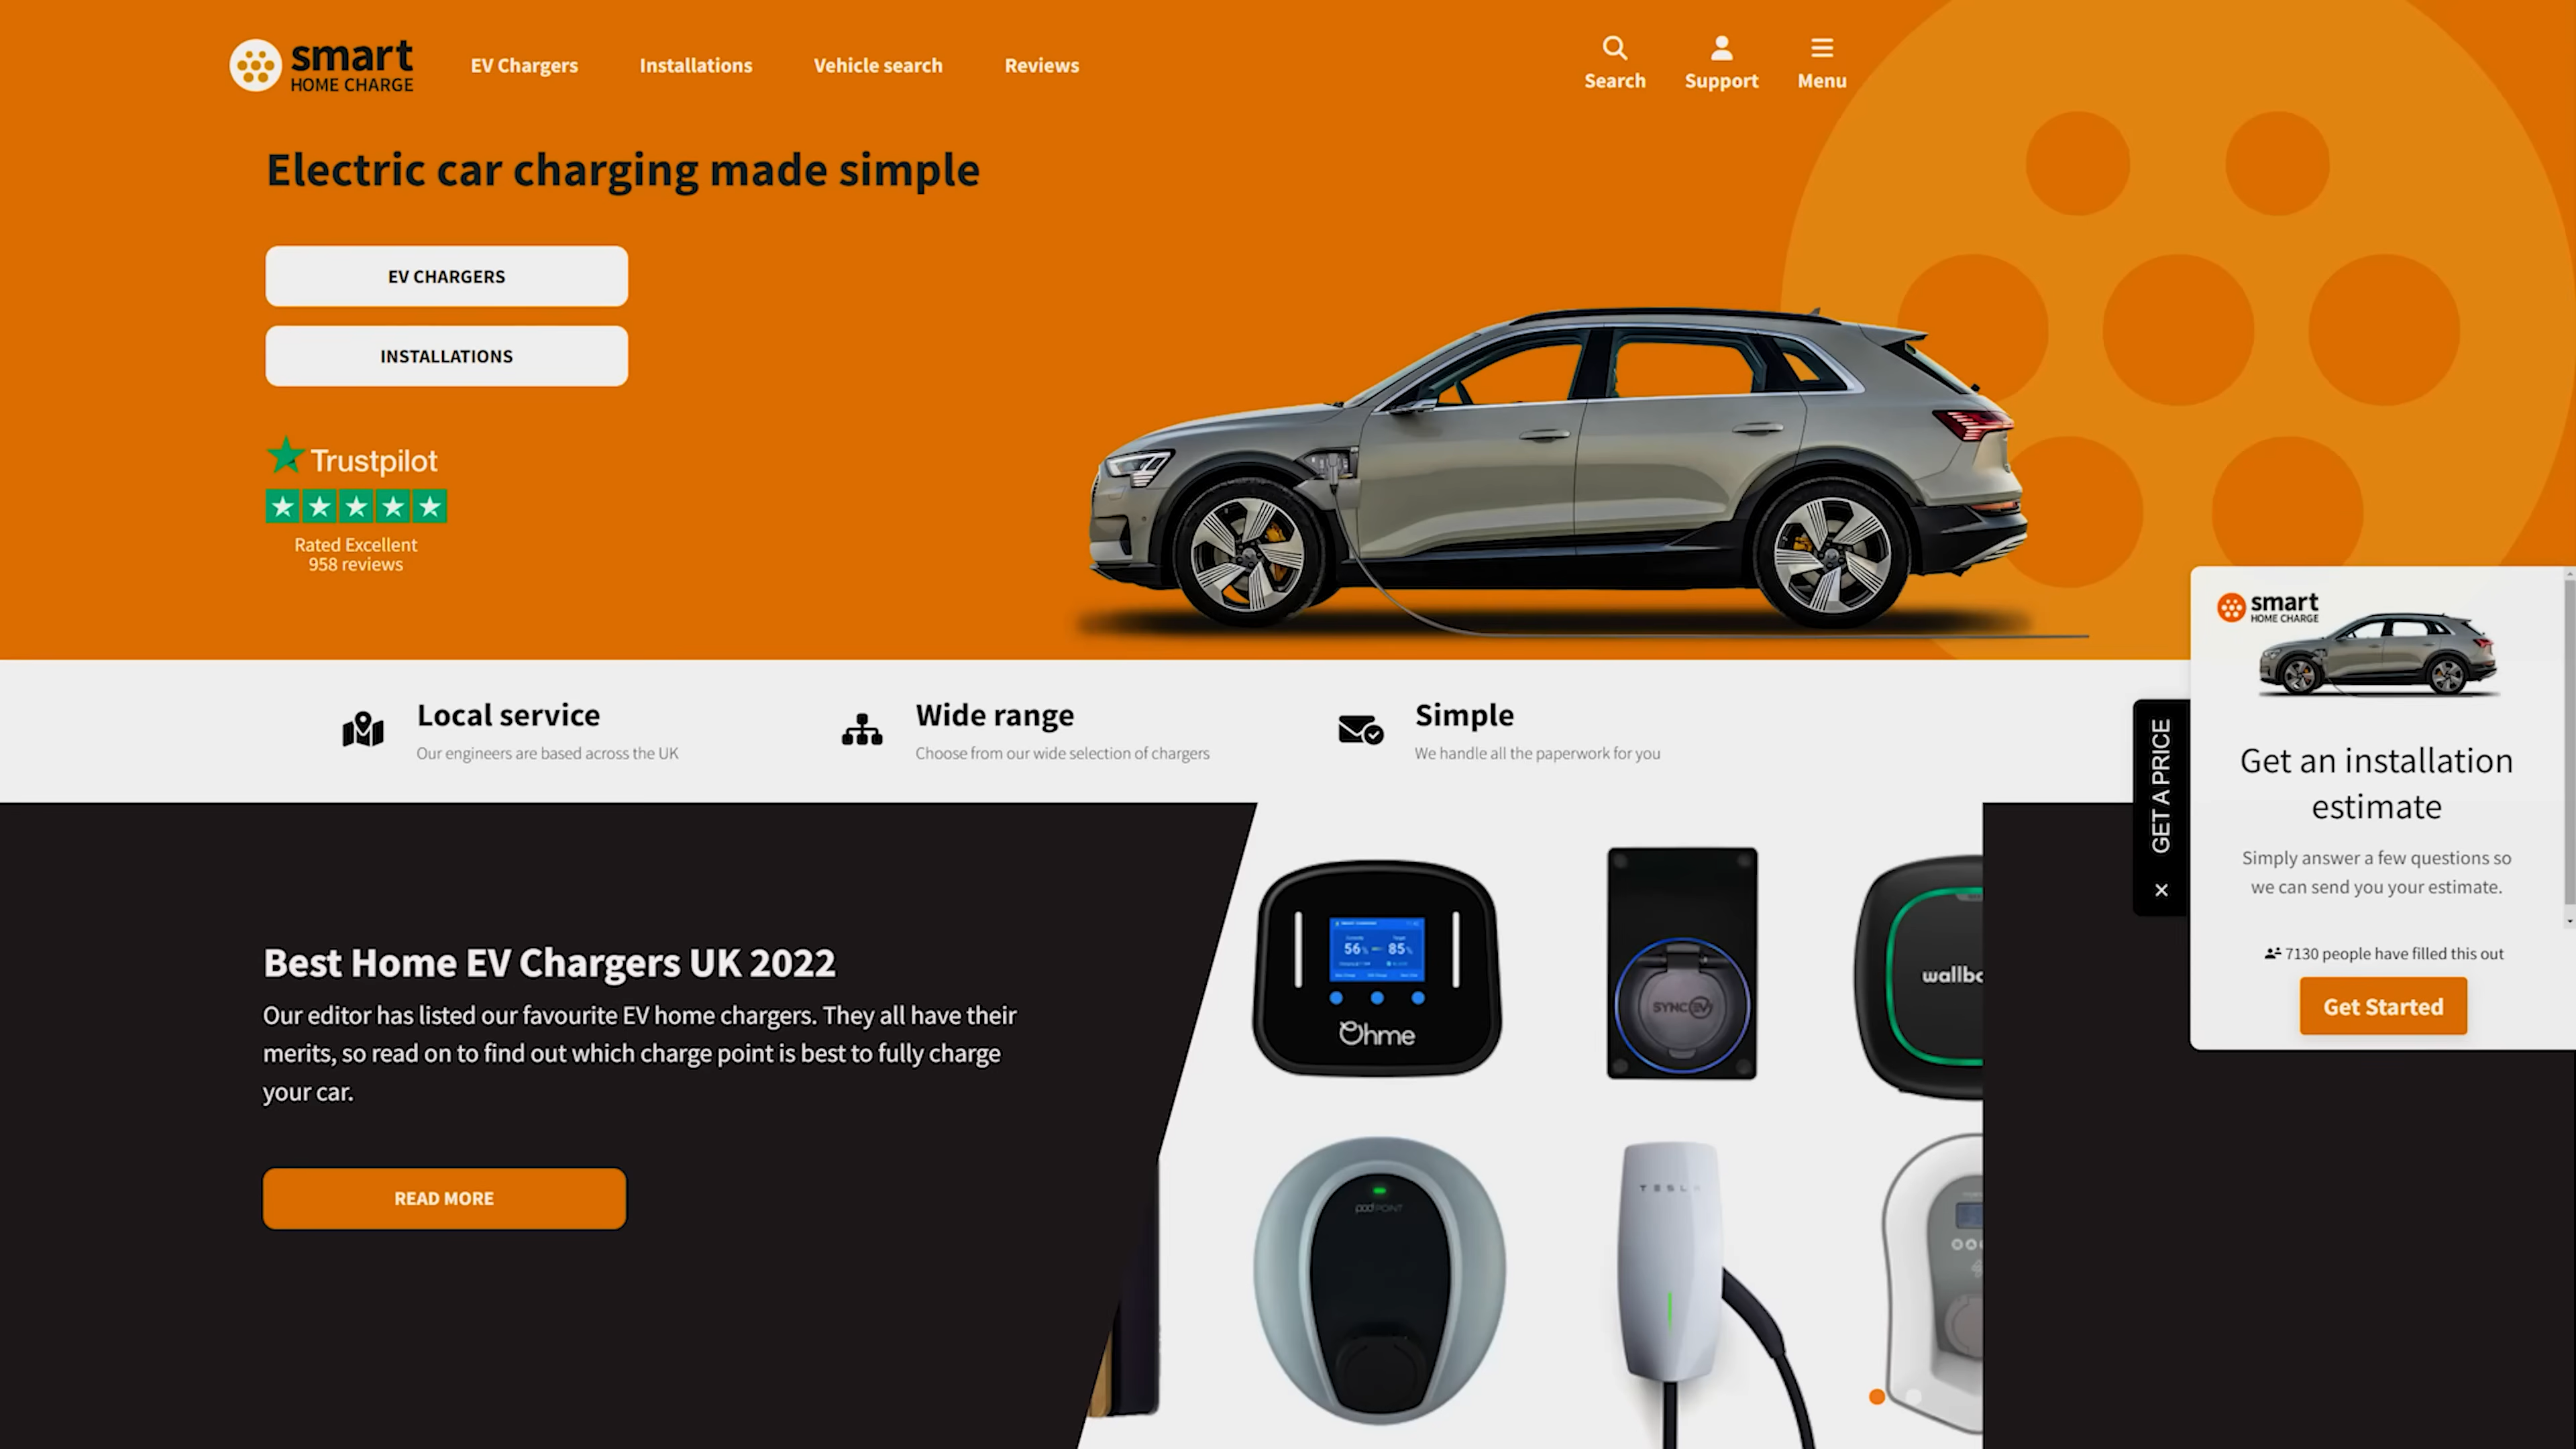 smart
HOME CHARGE
EV Chargers
Installations
Vehicle search
Reviews
Search
Support
Menu
Electric car charging made simple
EV CHARGERS
INSTALLATIONS
Trustpilot
Rated Excellent
958 reviews
smart
HOME CHARGE
Get an installation
estimate
Simply answer a few questions so
we can send you your estimate.
7130 people have filled this out
Get Started
GET A PRICE
×
Local service
Our engineers are based across the UK
Wide range
Choose from our wide selection of chargers
Simple
We handle all the paperwork for you
Best Home EV Chargers UK 2022
Our editor has listed our favourite EV home chargers. They all have their
merits, so read on to find out which charge point is best to fully charge
your car.
READ MORE
56%
85%
Ohme
SYNC EV
wallbo
pod POINT
TESLA